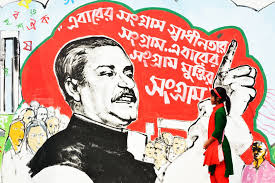 এবারের সংগ্রাম স্বাধীনতার
সংগ্রাম-এবারের
সংগ্রাম মুক্তির
সংগ্রাম